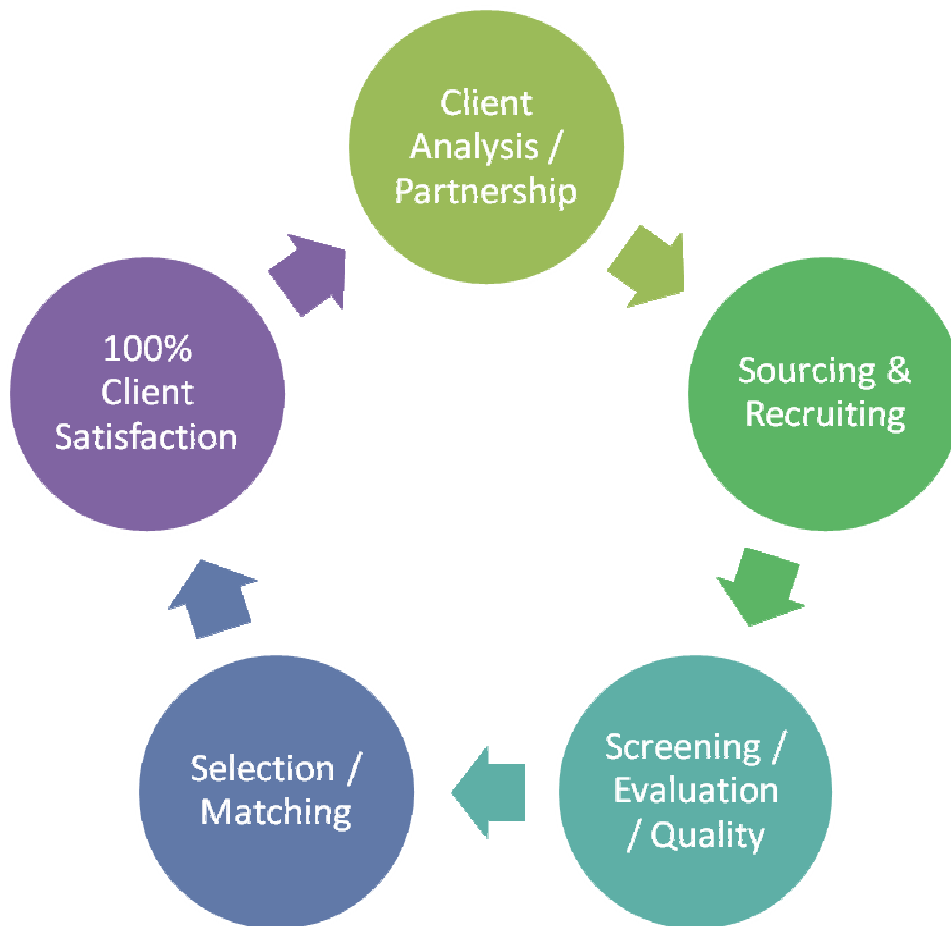 Client
Analysis /
Partnership
Sourcing &
Recruiting
Screening /
Evaluation
/ Quality
Selection /
Matching
100%
Client
Satisfaction